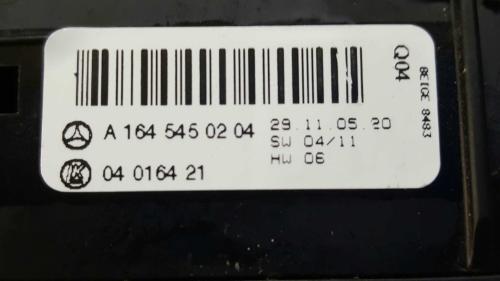 A 164 545 02 04
29.11.05.20
SW 04/11
HW 06
04 0164 21
Q04
BEIGE 8483